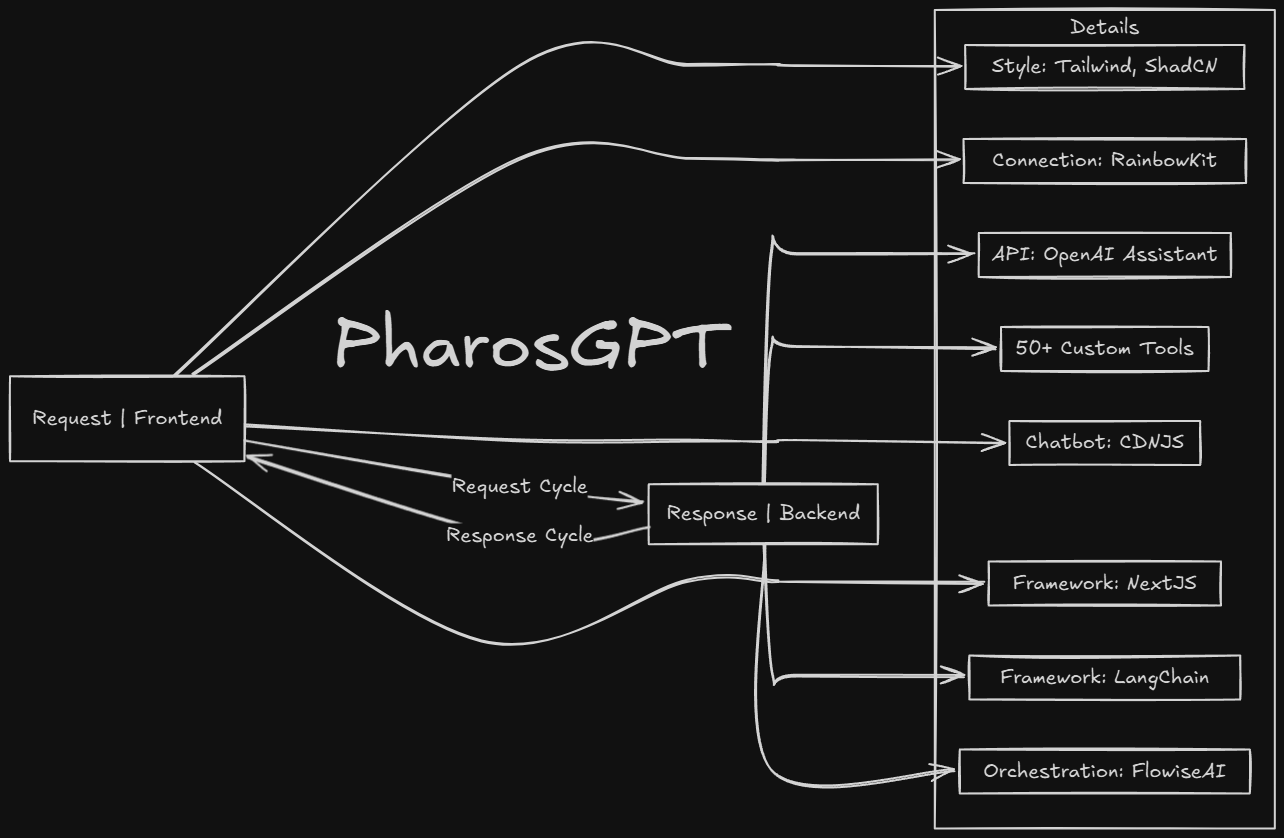 Details
Style: Tailwind, ShadCN
Connection: RainbowKit
API: OpenAI Assistant
PharosGPT
50+ Custom Tools
Request | Frontend
Chatbot: CDNJS
Request Cycle
Response | Backend
Response Cycle
Framework: NextJS
Framework: LangChain
Orchestration: FlowiseAI